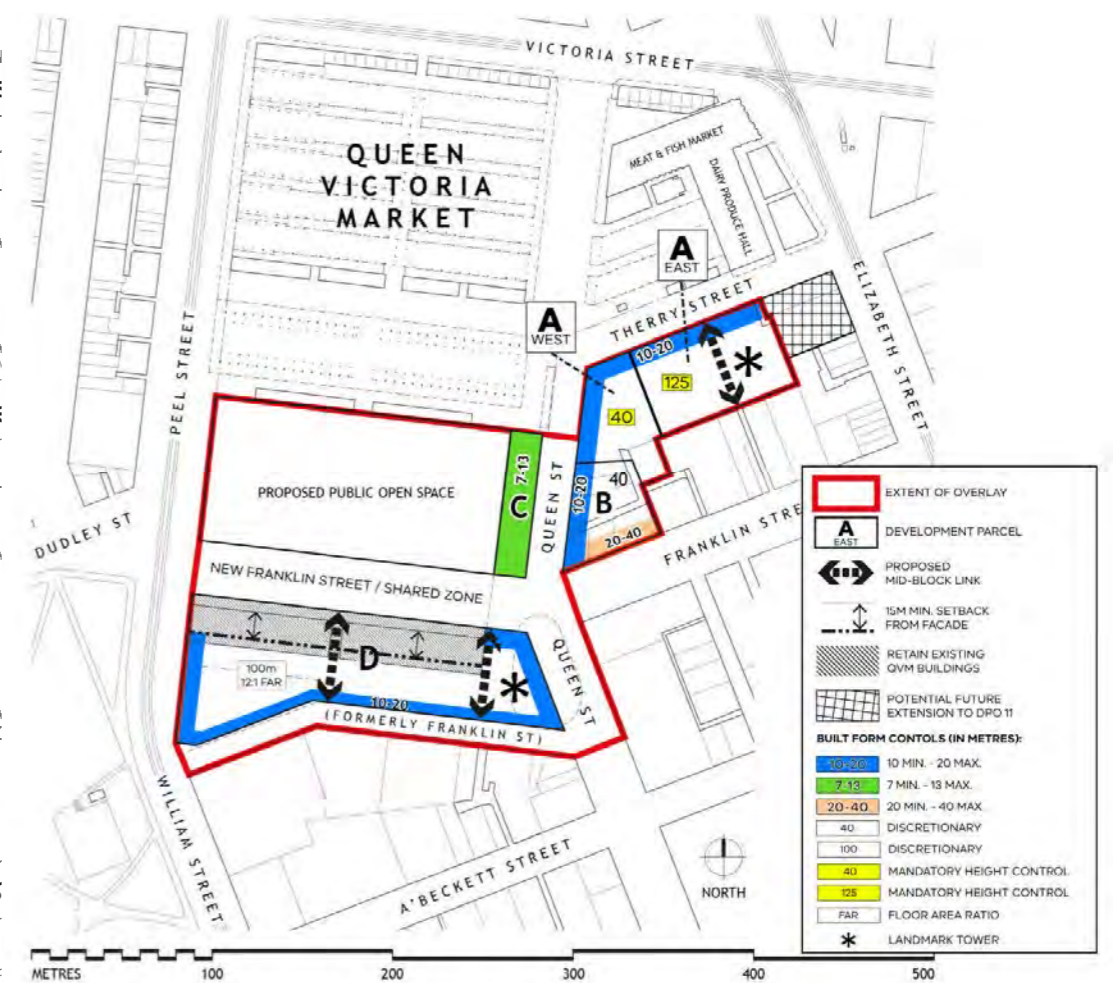 VICTORIA STREET
QUEEN
VICTORIA
MARKET
MEAT & FISH MARKET
DAIRY PRODUCE HALL
ELIZABETH STREET
A
EAST
A
WEST
THERRY STREET
10-20
125
40
PEEL STREET
PROPOSED PUBLIC OPEN SPACE
7-13
C
QUEEN ST
10-20
40
B
20-40
FRANKLIN STRE
DUDLEY ST
NEW FRANKLIN STREET / SHARED ZONE
D
100m
12:1 FAR
10-20
(FORMERLY FRANKLIN ST)
QUEEN ST
WILLIAM STREET
A'BECKETT STREET
NORTH
EXTENT OF OVERLAY
A
EAST
DEVELOPMENT PARCEL
PROPOSED
MID-BLOCK LINK
15M MIN. SETBACK
FROM FACADE
RETAIN EXISTING
QVM BUILDINGS
POTENTIAL FUTURE
EXTENSION TO DPO 11
BUILT FORM CONTOLS (IN METRES):
10-20 10 MIN. - 20 MAX.
7-13 7 MIN. - 13 MAX.
20-40 20 MIN. - 40 MAX.
40 DISCRETIONARY
100 DISCRETIONARY
40 MANDATORY HEIGHT CONTROL
125 MANDATORY HEIGHT CONTROL
FAR FLOOR AREA RATIO
LANDMARK TOWER
METRES 100 200 300 400 500